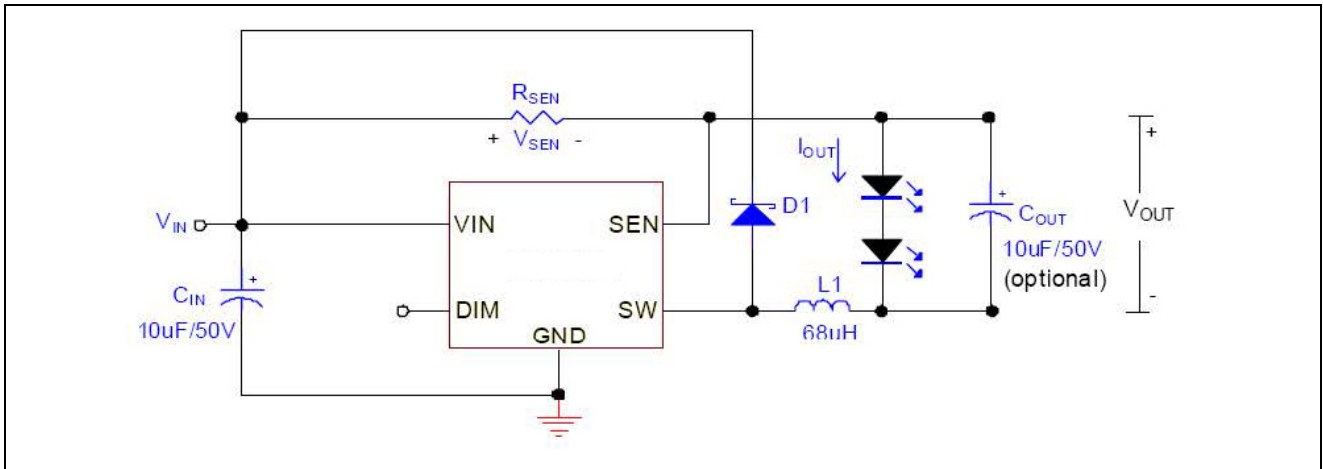 RSEN
+ VSEN -
IOUT
VIN
VIN
SEN
D1
COUT
10uF/50V
(optional)
+
VOUT
-
CIN
10uF/50V
DIM
SW
GND
L1
68uH
+
+